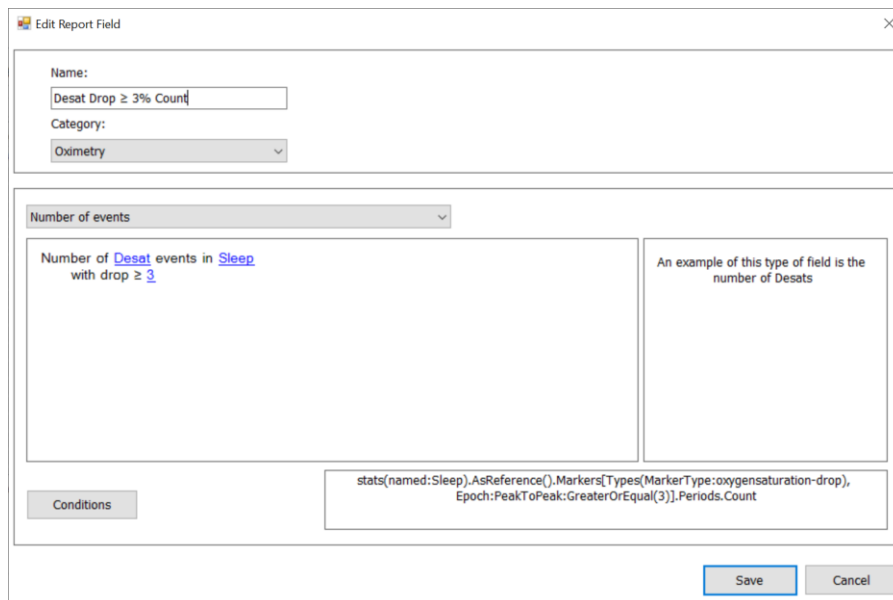 Edit Report Field
Name:
Desat Drop ≥ 3% Count
Category:
Oximetry
Number of events
Number of Desat events in Sleep
with drop ≥ 3
An example of this type of field is the
number of Desats
Conditions
stats(named:Sleep).AsReference().Markers[Types(MarkerType:oxygensaturation-drop),
Epoch:PeakToPeak:GreaterOrEqual(3)].Periods.Count
Save
Cancel